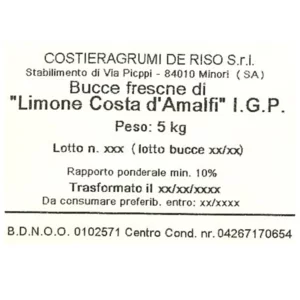 COSTIERAGRUMI DE RISO S.r.l.
Stabilimento di Via Picppi - 84010 Minori ( SA)
Bucce frescne di
"Limone Costa d'Amalfi" I.G.P.
Peso: 5 kg
Lotto n. xxx ( lotto bucce xx/xx)
Rapporto ponderale min. 10%
Trasformato il xx/xx/xxxx
Da consumare preferib. entro: xx/xxxx
B.D.N.O.O. 0102571 Centro Cond. nr. 04267170654